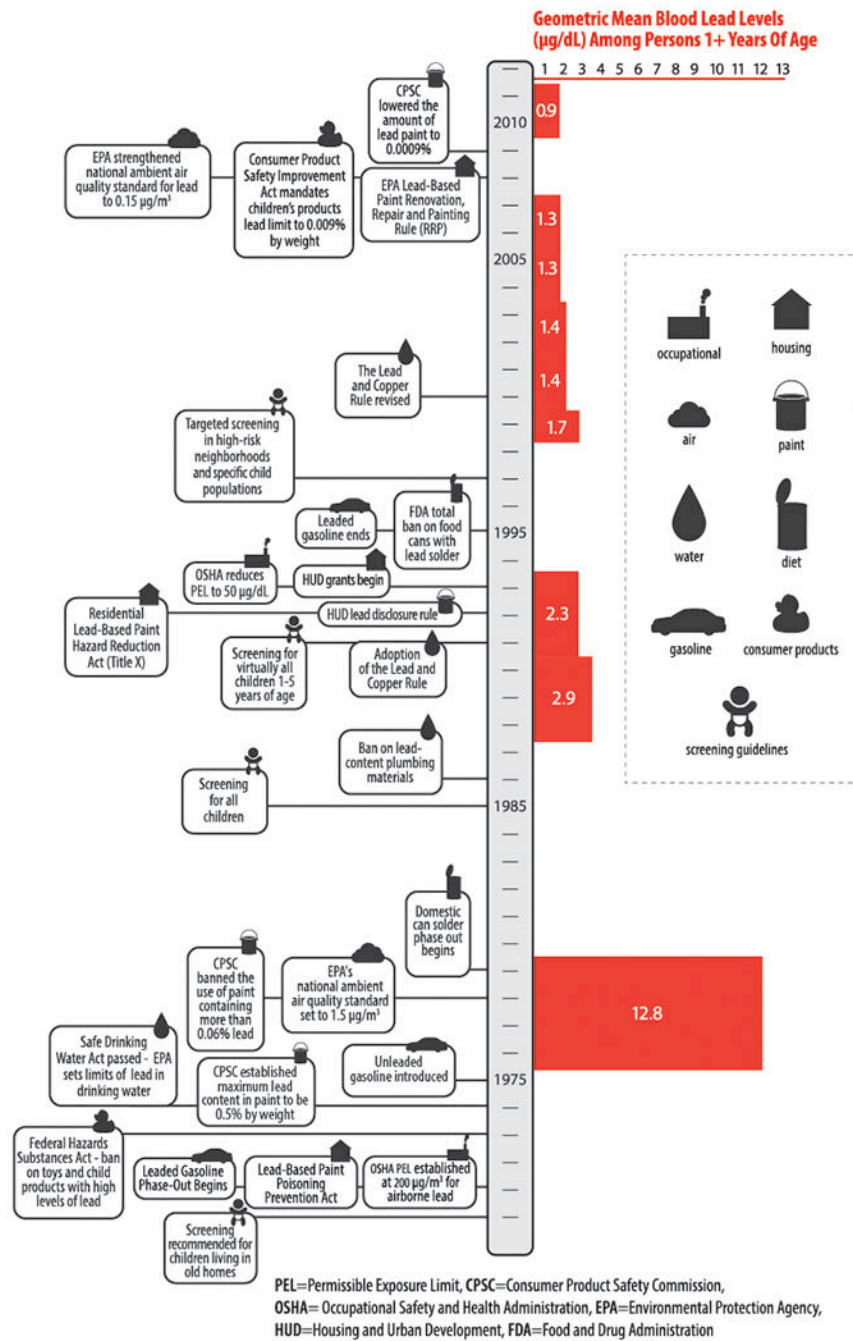 Geometric Mean Blood Lead Levels
(µg/dL) Among Persons 1+ Years Of Age
1 2 3 4 5 6 7 8 9 10 11 12 13
CPSC
lowered the
amount of
lead paint to
0.0009%
2010
0.9
EPA strengthened
national ambient air
quality standard for lead
to 0.15 µg/m³
Consumer Product
Safety Improvement
Act mandates
children's products
lead limit to 0.009%
by weight
EPA Lead-Based
Paint Renovation,
Repair and Painting
Rule (RRP)
1.3
2005
1.3
1.4
1.4
1.7
The Lead
and Copper
Rule revised
Targeted screening
in high-risk
neighborhoods
and specific child
populations
Leaded
gasoline ends
FDA total
ban on food
cans with
lead solder
1995
OSHA reduces
PEL to 50 µg/dL
HUD grants begin
Residential
Lead-Based Paint
Hazard Reduction
Act (Title X)
HUD lead disclosure rule
2.3
Screening for
virtually all
children 1-5
years of age
Adoption
of the Lead and
Copper Rule
2.9
Ban on lead-
content plumbing
materials
Screening
for all
children
1985
Domestic
can solder
phase out
begins
CPSC
banned the
use of paint
containing
more than
0.06% lead
EPA's
national ambient
air quality standard
set to 1.5 µg/m³
12.8
Safe Drinking
Water Act passed - EPA
sets limits of lead in
drinking water
CPSC established
maximum lead
content in paint to be
0.5% by weight
Unleaded
gasoline introduced
1975
Federal Hazards
Substances Act - ban
on toys and child
products with high
levels of lead
Leaded Gasoline
Phase-Out Begins
Lead-Based Paint
Poisoning
Prevention Act
OSHA PEL established
at 200 µg/m³ for
airborne lead
Screening
recommended for
children living in
old homes
occupational
housing
air
paint
water
diet
gasoline
consumer products
screening guidelines
PEL=Permissible Exposure Limit, CPSC=Consumer Product Safety Commission,
OSHA= Occupational Safety and Health Administration, EPA=Environmental Protection Agency,
HUD=Housing and Urban Development, FDA=Food and Drug Administration